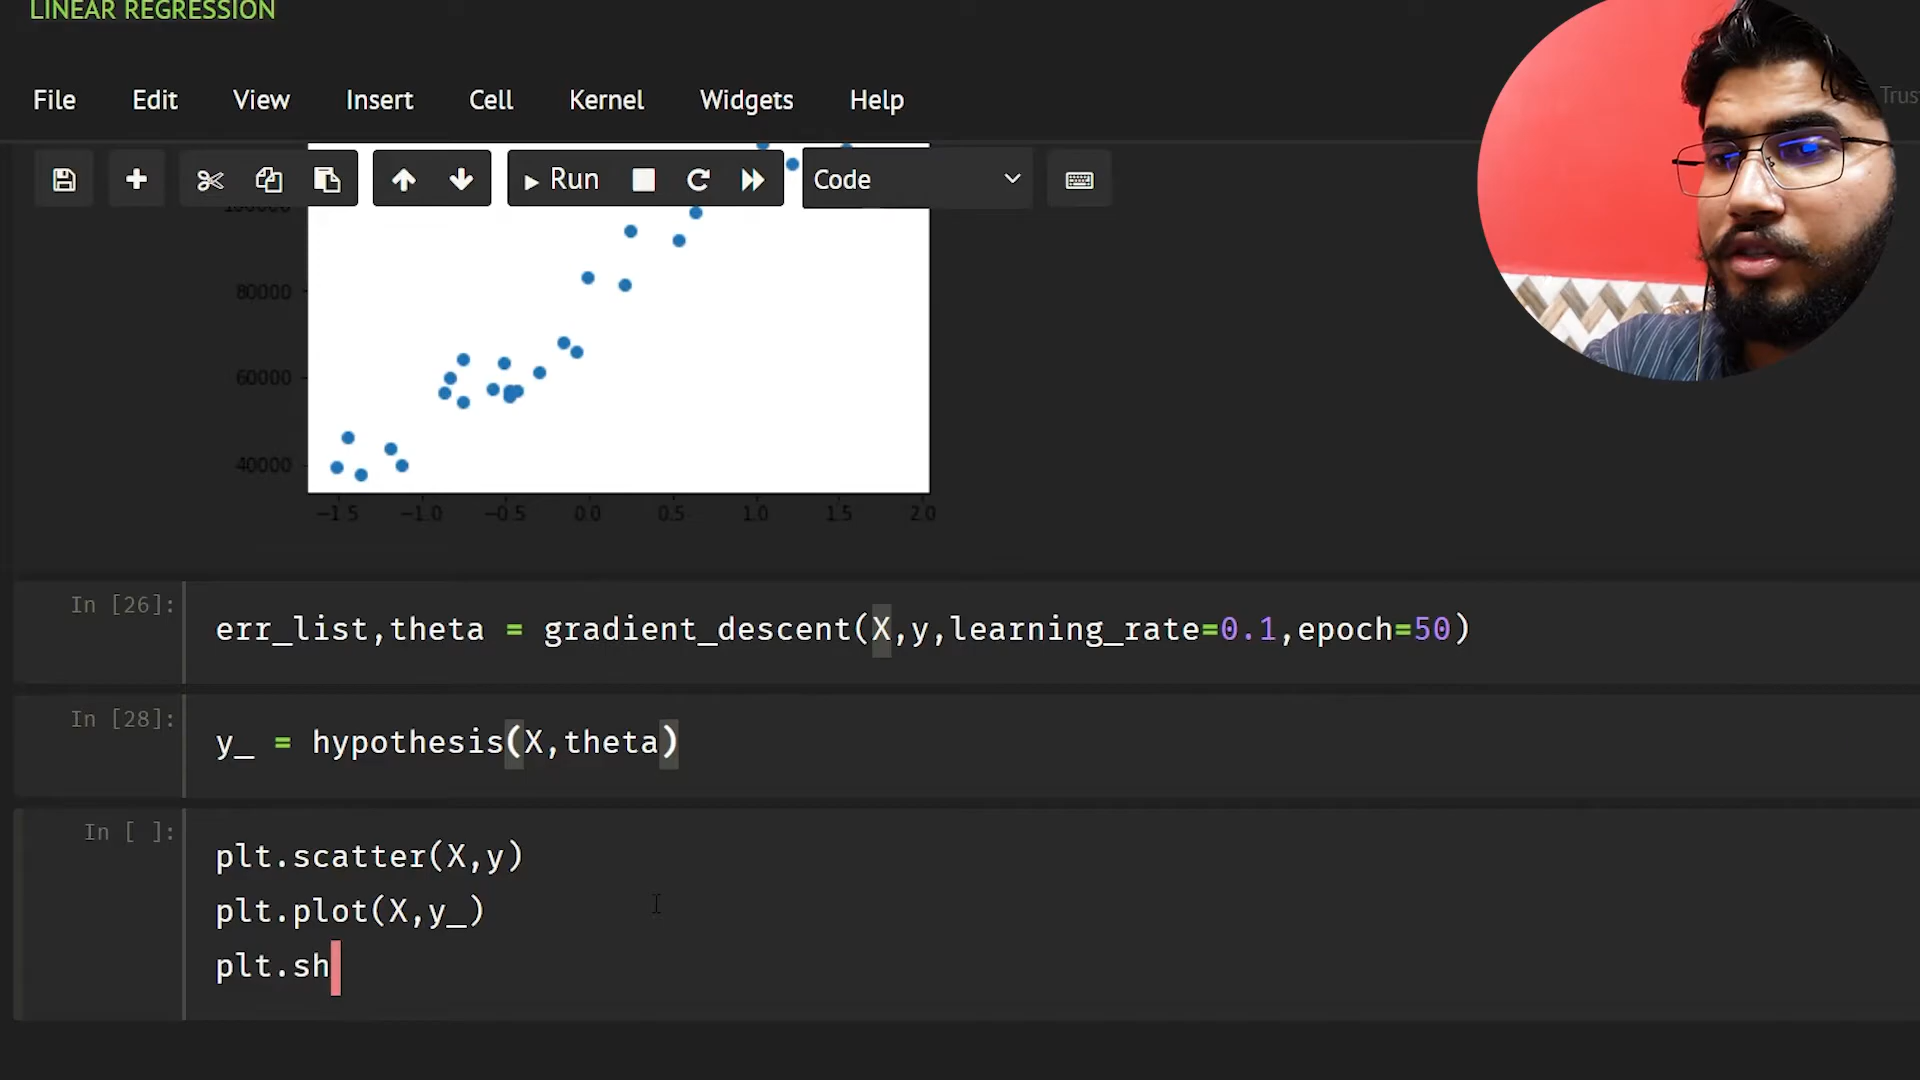 LINEAR REGRESSION
File Edit View Insert Cell Kernel Widgets Help
Run Code
100000
80000
60000
40000
−1.5 −1.0 −0.5 0.0 0.5 1.0 1.5 2.0
In [26]: err_list,theta = gradient_descent(X,y,learning_rate=0.1,epoch=50)
In [28]: y_ = hypothesis(X,theta)
In [ ]: plt.scatter(X,y)
plt.plot(X,y_)
plt.sh